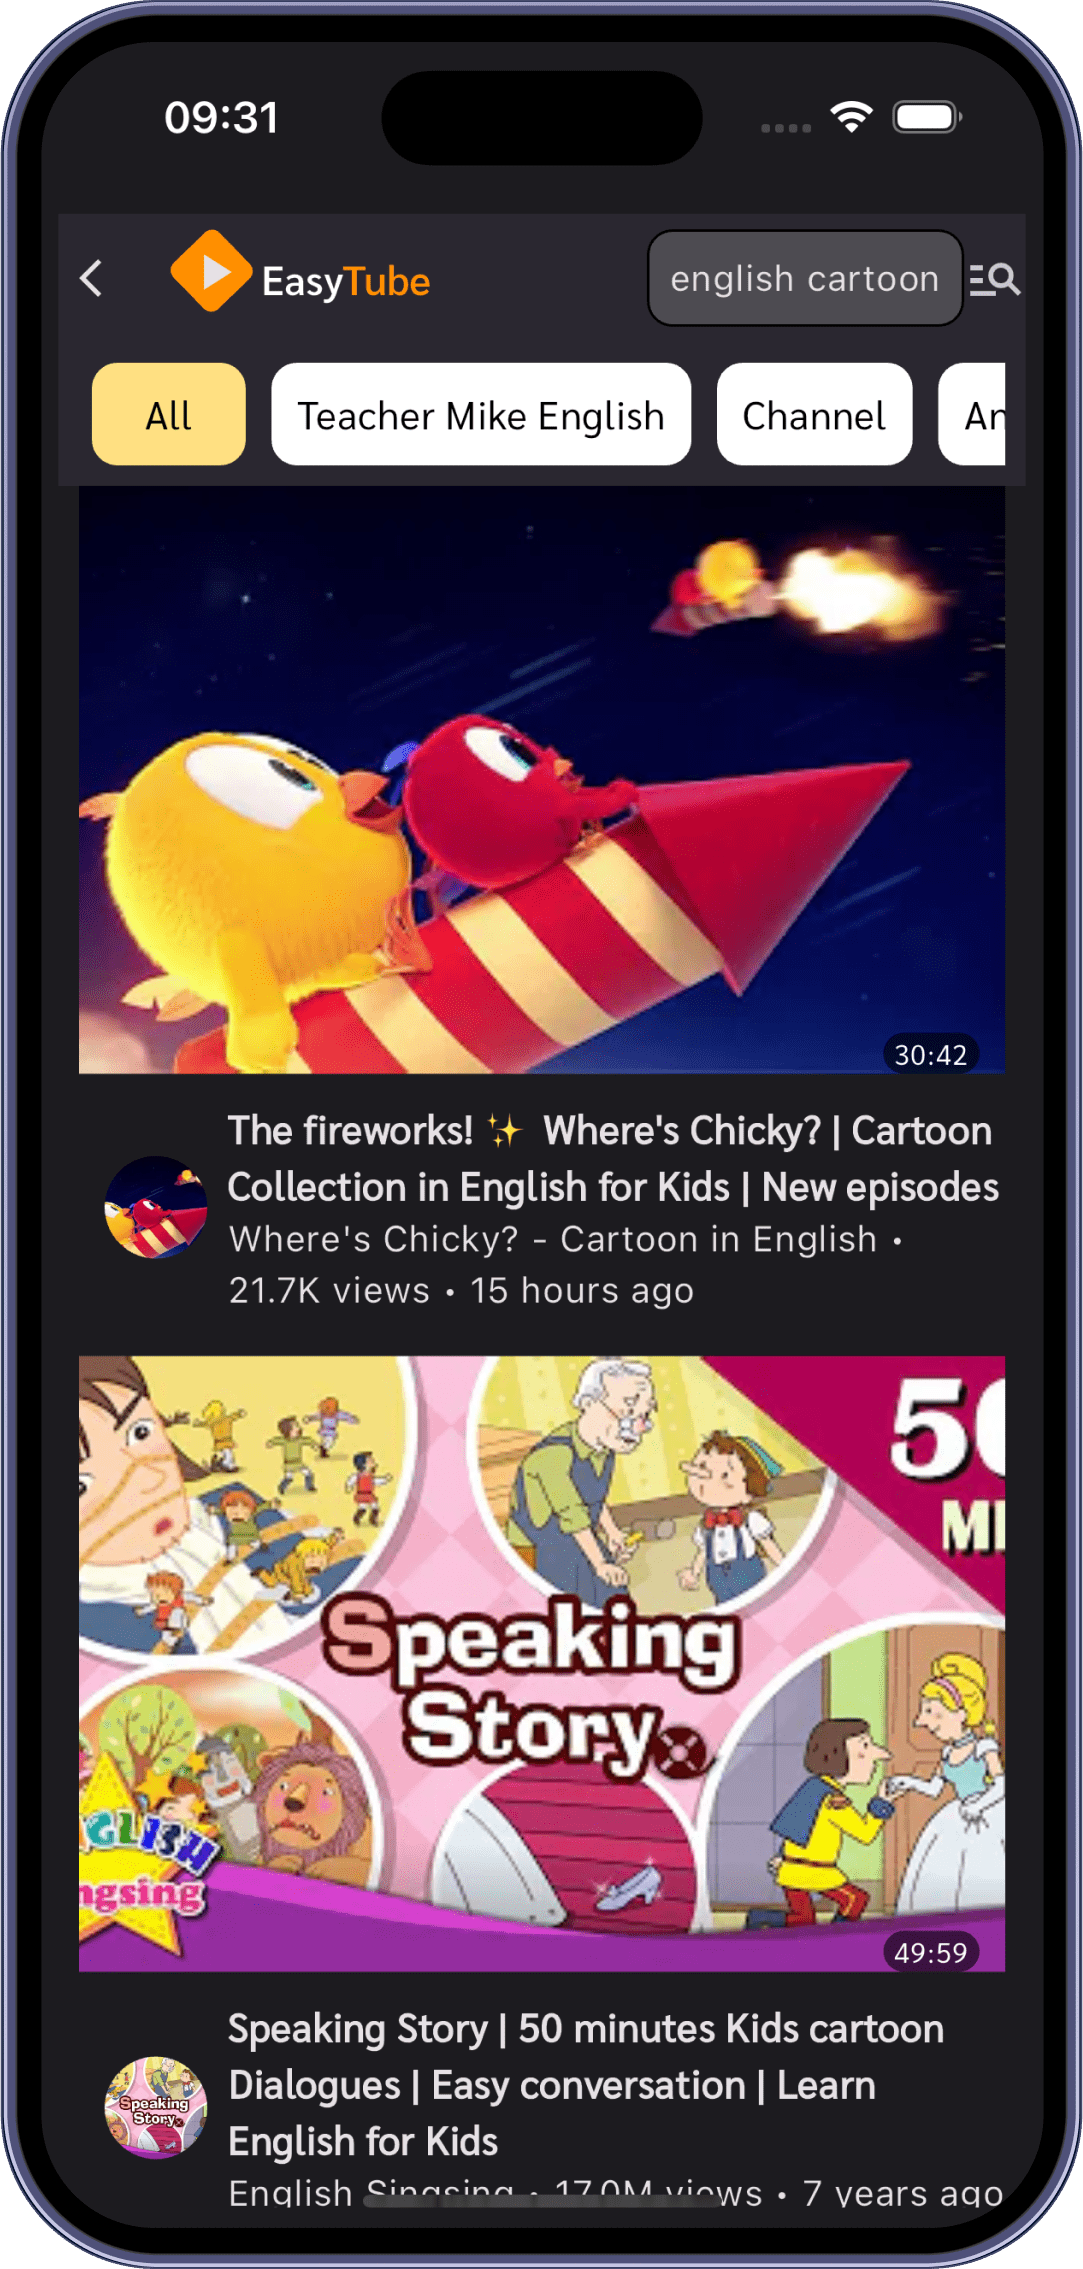 09:31
EasyTube
english cartoon
All
Teacher Mike English
Channel
An
30:42
The fireworks! ✨ Where's Chicky? | Cartoon
Collection in English for Kids | New episodes
Where's Chicky? - Cartoon in English •
21.7K views • 15 hours ago
50
MI
Speaking
Story
GLISH
ngsing
49:59
Speaking Story | 50 minutes Kids cartoon
Dialogues | Easy conversation | Learn
English for Kids
Speaking
Story
English Singsing • 17.0M views • 7 years ago